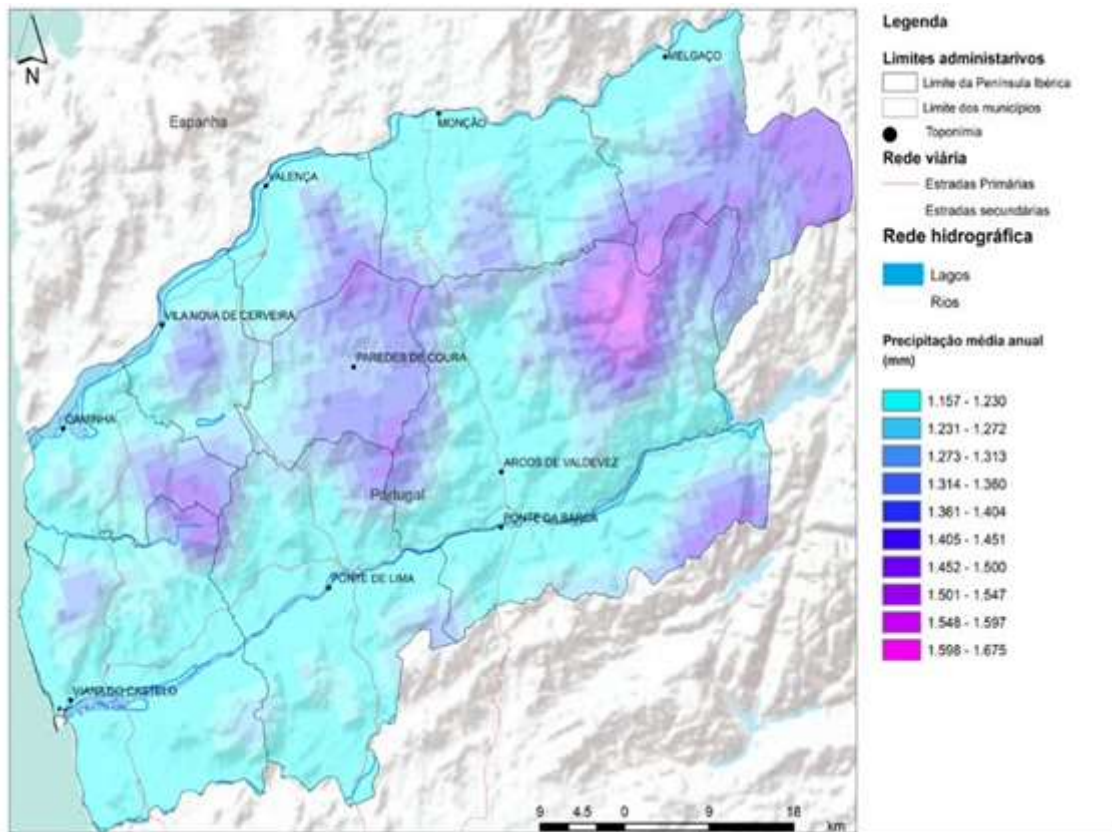 N
Espanha
MELGAÇO
MONÇÃO
VALENÇA
VILA NOVA DE CERVEIRA
PAREDES DE COURA
CAMINHA
ARCOS DE VALDEVEZ
Portugal
PONTE DA BARCA
PONTE DE LIMA
VIANA DO CASTELO
9 4.5 0 9 18
km
Legenda
Limites administarivos
Limite da Península Ibérica
Limite dos municípios
Toponímia
Rede viária
Estradas Primárias
Estradas secundárias
Rede hidrográfica
Lagos
Rios
Precipitação média anual
(mm)
1.157 - 1.230
1.231 - 1.272
1.273 - 1.313
1.314 - 1.360
1.361 - 1.404
1.405 - 1.451
1.452 - 1.500
1.501 - 1.547
1.548 - 1.597
1.598 - 1.675